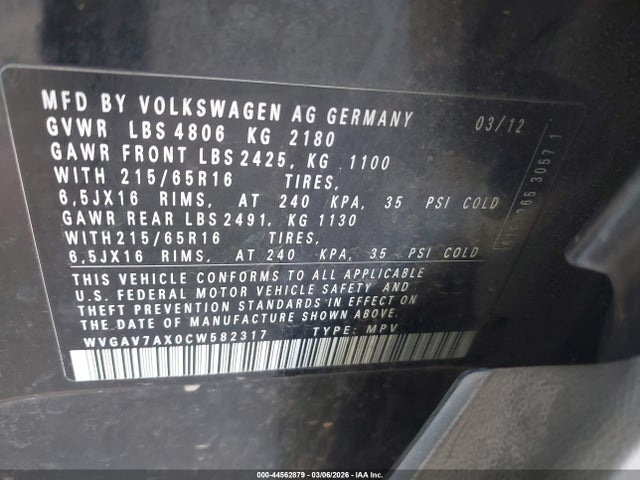 MFD BY VOLKSWAGEN AG GERMANY 03/12
GVWR LBS 4806 KG 2180
GAWR FRONT LBS 2425, KG 1100
WITH 215/65R16 TIRES,
6,5JX16 RIMS, AT 240 KPA, 35 PSI COLD
GAWR REAR LBS 2491, KG 1130
WITH 215/65R16 TIRES,
6,5JX16 RIMS, AT 240 KPA, 35 PSI COLD
THIS VEHICLE CONFORMS TO ALL APPLICABLE
U.S. FEDERAL MOTOR VEHICLE SAFETY AND
THEFT PREVENTION STANDARDS IN EFFECT ON
THE DATE OF MANUFACTURE SHOWN ABOVE.
WVGAV7AX0CW582317 TYPE: MPV
000-44562879 - 03/06/2026 - IAA Inc.